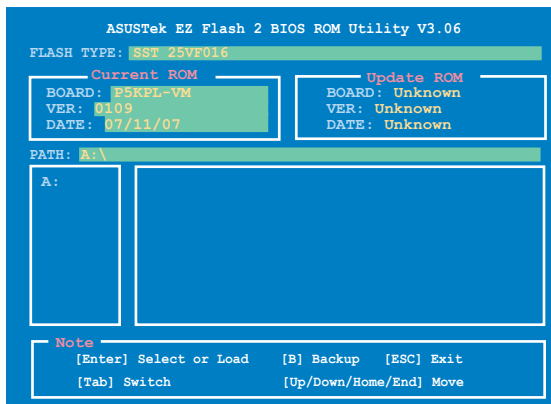 ASUSTek EZ Flash 2 BIOS ROM Utility V3.06
FLASH TYPE: SST 25VF016
Current ROM
BOARD: P5KPL-VM
VER: 0109
DATE: 07/11/07
Update ROM
BOARD: Unknown
VER: Unknown
DATE: Unknown
PATH: A:\
A:
Note
[Enter] Select or Load [B] Backup [ESC] Exit
[Tab] Switch [Up/Down/Home/End] Move